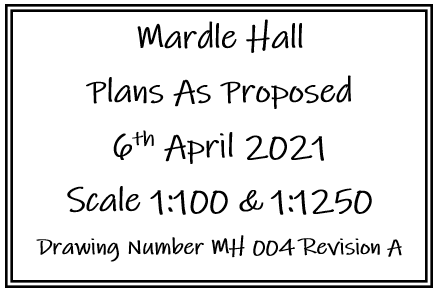 Mardle Hall
Plans As Proposed
6th April 2021
Scale 1:100 & 1:1250
Drawing Number MH 004 Revision A